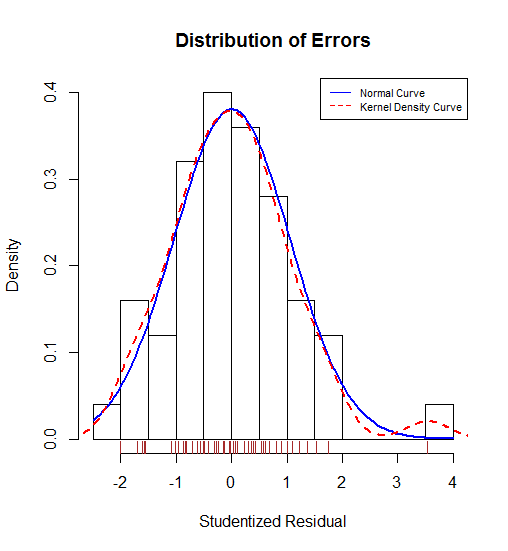 Distribution of Errors
Normal Curve
Kernel Density Curve
0.4
0.3
0.2
0.1
0.0
Density
-2 -1 0 1 2 3 4
Studentized Residual